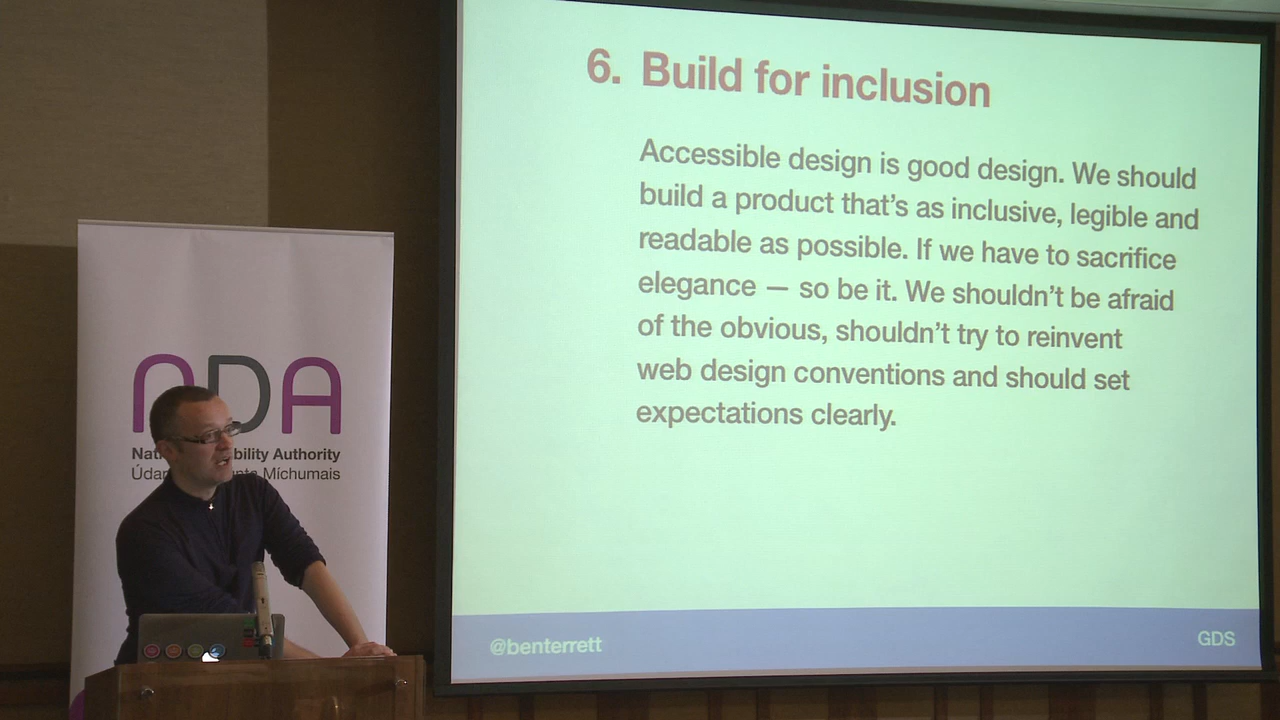 6. Build for inclusion
Accessible design is good design. We should
build a product that's as inclusive, legible and
readable as possible. If we have to sacrifice
elegance — so be it. We shouldn't be afraid
of the obvious, shouldn't try to reinvent
web design conventions and should set
expectations clearly.
@benterrett
GDS
NDA
bility Authority
Míchumais